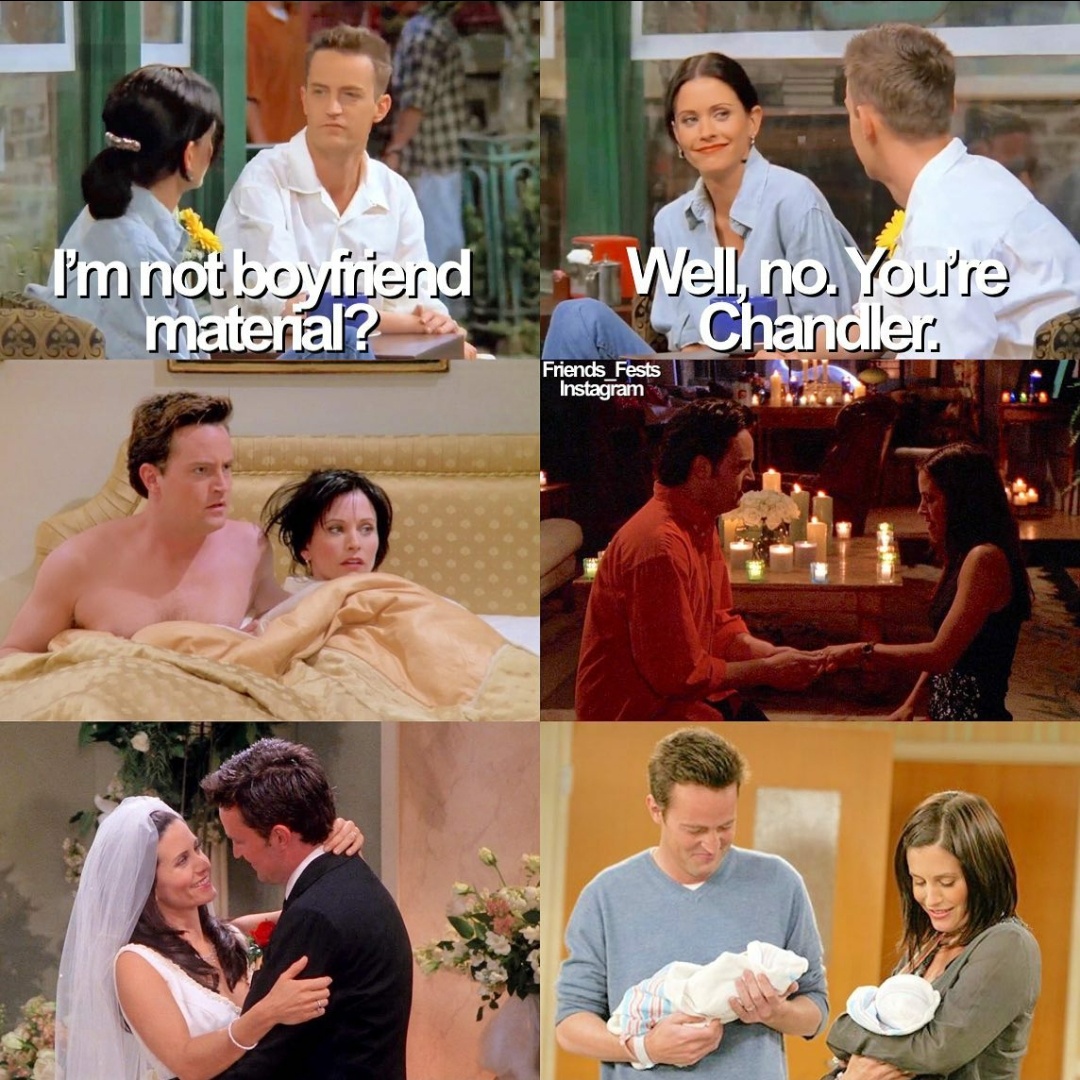 I'm not boyfriend
material?
Well, no. You're
Chandler.
Friends_Fests
Instagram